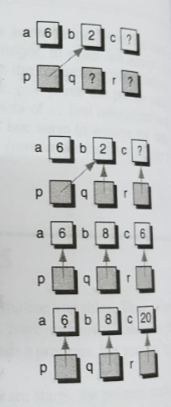 a 6 b 2 c ?
p q ? r ?
a 6 b 2 c ?
p q r
a 6 b 8 c 6
p q r
a 6 b 8 c 20
p q r